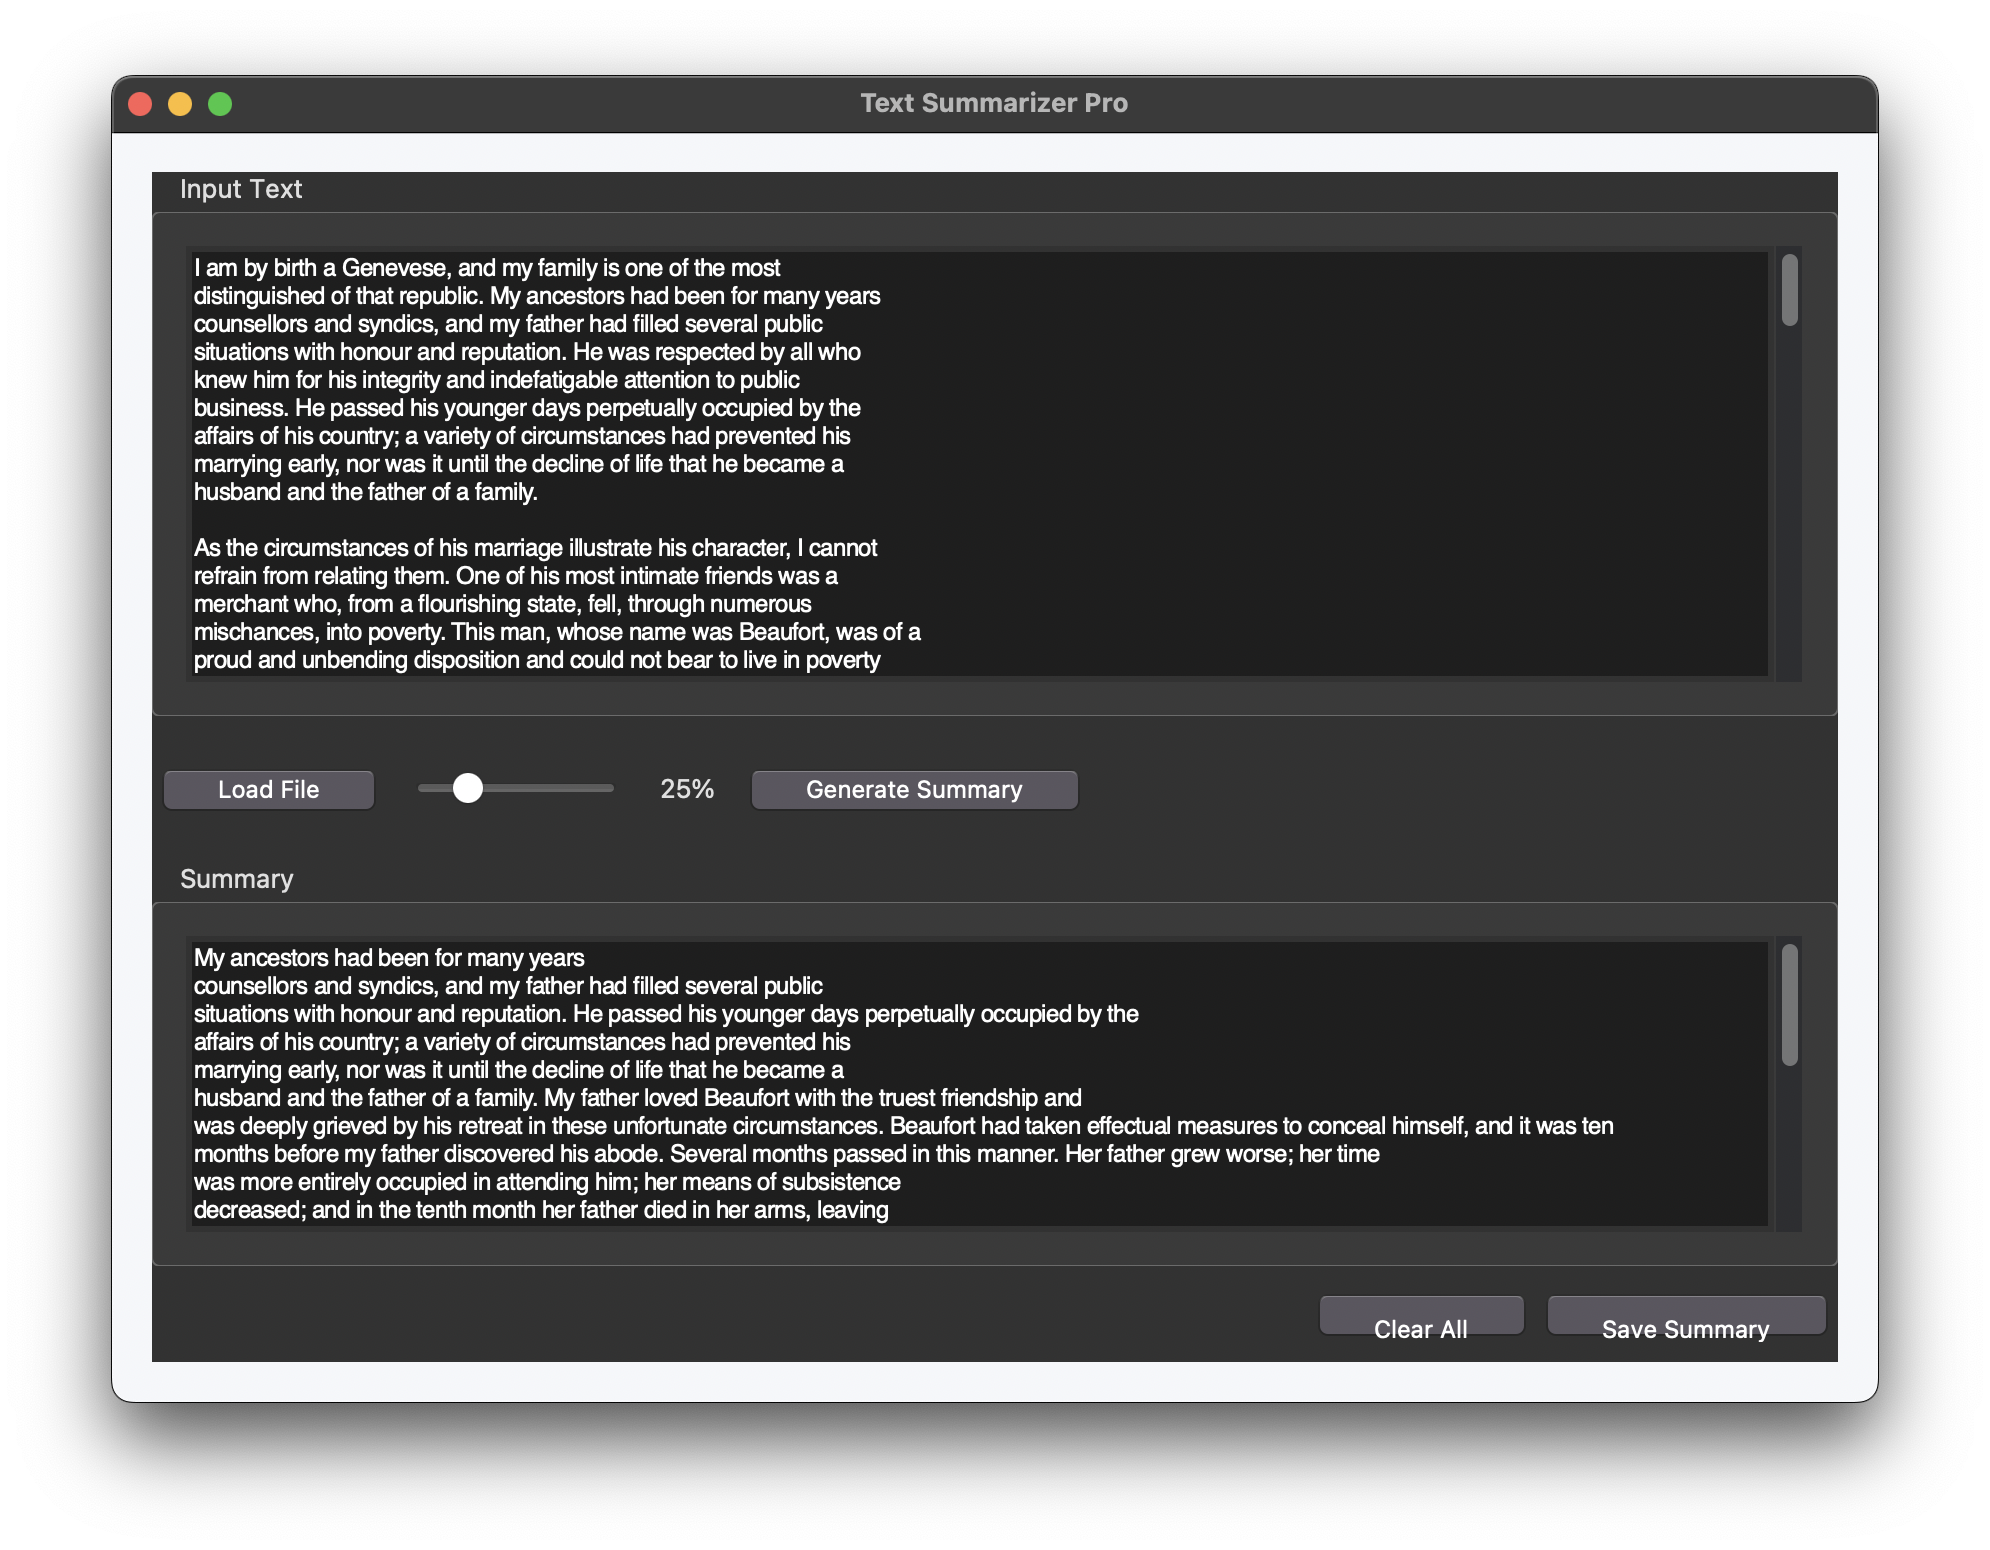 Text Summarizer Pro
Input Text
I am by birth a Genevese, and my family is one of the most
distinguished of that republic. My ancestors had been for many years
counsellors and syndics, and my father had filled several public
situations with honour and reputation. He was respected by all who
knew him for his integrity and indefatigable attention to public
business. He passed his younger days perpetually occupied by the
affairs of his country; a variety of circumstances had prevented his
marrying early, nor was it until the decline of life that he became a
husband and the father of a family.
As the circumstances of his marriage illustrate his character, I cannot
refrain from relating them. One of his most intimate friends was a
merchant who, from a flourishing state, fell, through numerous
mischances, into poverty. This man, whose name was Beaufort, was of a
proud and unbending disposition and could not bear to live in poverty
Load File 25% Generate Summary
Summary
My ancestors had been for many years
counsellors and syndics, and my father had filled several public
situations with honour and reputation. He passed his younger days perpetually occupied by the
affairs of his country; a variety of circumstances had prevented his
marrying early, nor was it until the decline of life that he became a
husband and the father of a family. My father loved Beaufort with the truest friendship and
was deeply grieved by his retreat in these unfortunate circumstances. Beaufort had taken effectual measures to conceal himself, and it was ten
months before my father discovered his abode. Several months passed in this manner. Her father grew worse; her time
was more entirely occupied in attending him; her means of subsistence
decreased; and in the tenth month her father died in her arms, leaving
Clear All Save Summary